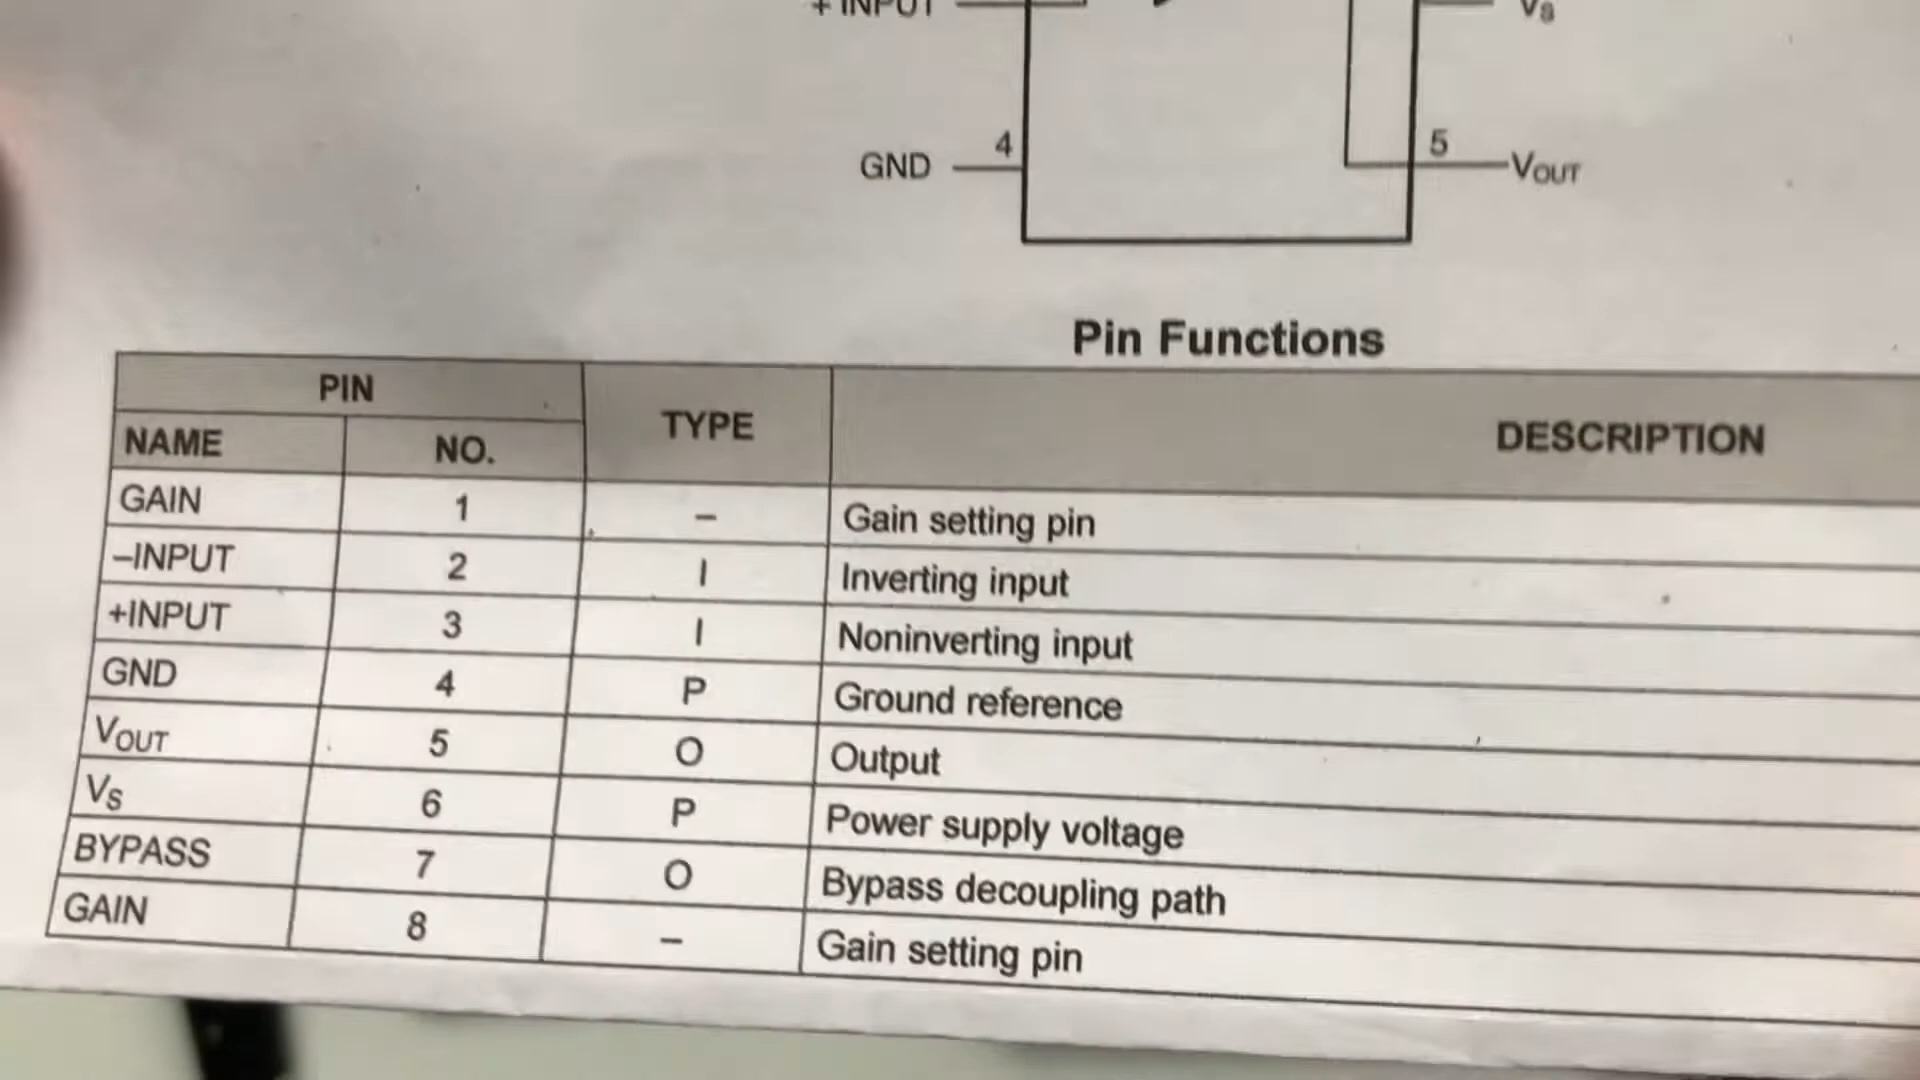 + INPUT VS
4 5
GND VOUT
Pin Functions
PIN TYPE DESCRIPTION
NAME NO.
GAIN 1 – Gain setting pin
–INPUT 2 I Inverting input
+INPUT 3 I Noninverting input
GND 4 P Ground reference
VOUT 5 O Output
VS 6 P Power supply voltage
BYPASS 7 O Bypass decoupling path
GAIN 8 – Gain setting pin